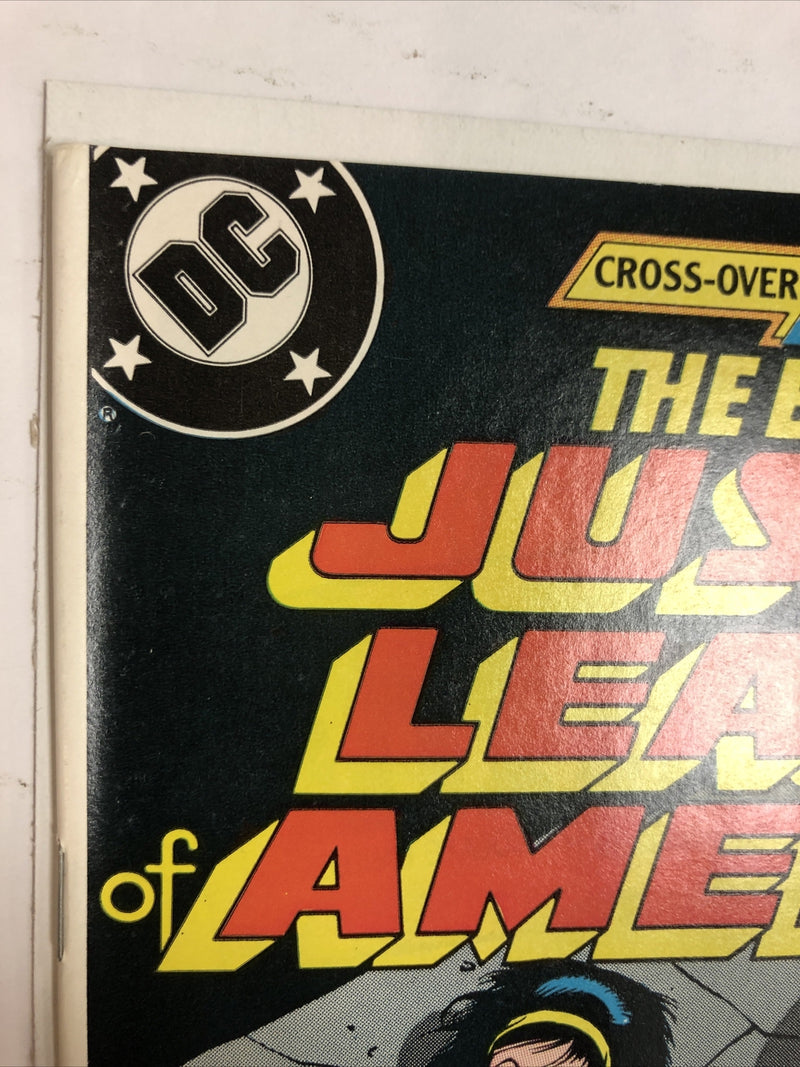 DC
®
CROSS-OVER
THE
JUS
LEA
of AME